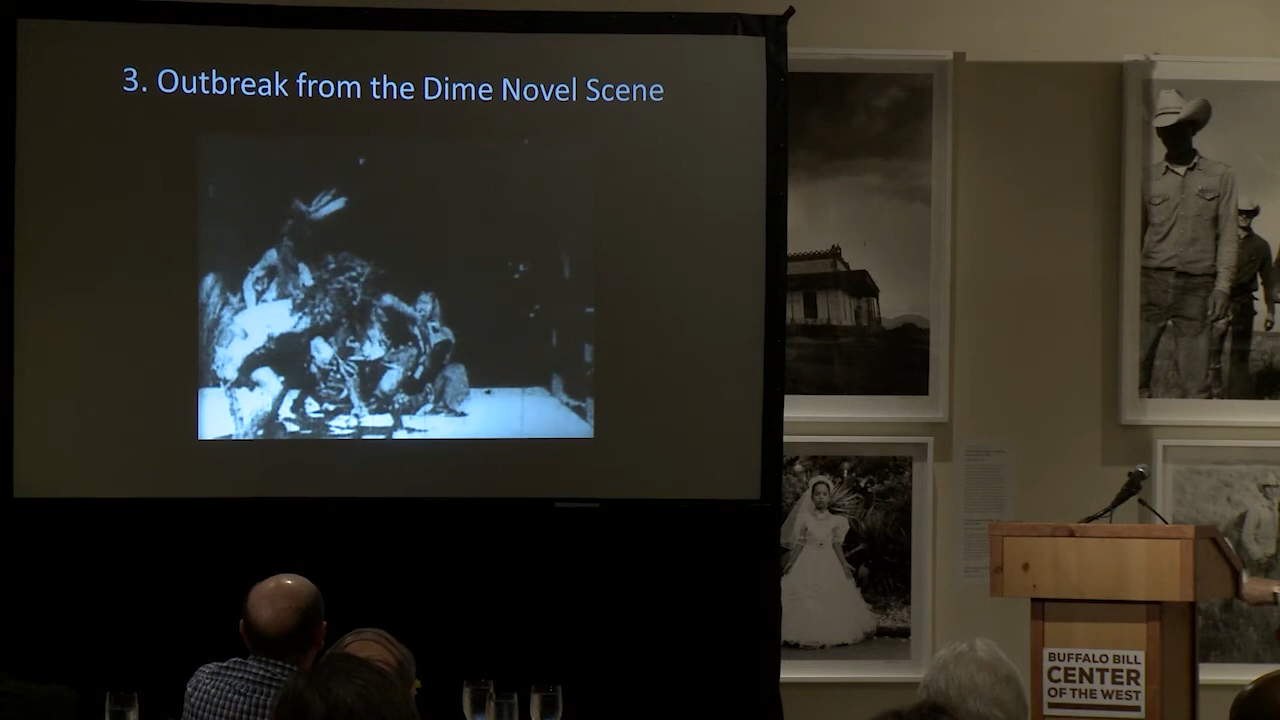 3. Outbreak from the Dime Novel Scene
BUFFALO BILL
CENTER
OF THE WEST